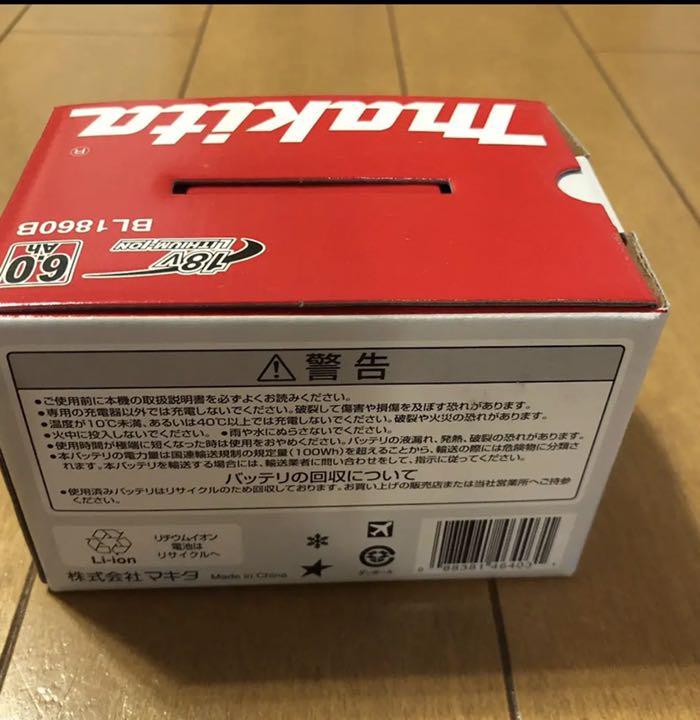 makita
®
BL1860B
18V
LITHIUM-ION
6.0
Ah
警告
•ご使用前に本機の取扱説明書を必ずよくお読みください。
•専用の充電器以外では充電しないでください。破裂して傷害や損傷を及ぼす恐れがあります。
•温度が10℃未満、あるいは40℃以上では充電しないでください。破裂や火災の恐れがあります。
•火中に投入しないでください。 •雨や水にぬらさないでください。
•使用時間が極端に短くなった時は使用をおやめください。バッテリの液漏れ、発熱、破裂の恐れがあります。
•本バッテリの電力量は国連輸送規制の規定量(100Wh)を超えることから、輸送の際には危険物に分類さ
れます。本バッテリを輸送する場合には、輸送業者に問い合わせをして、指示に従ってください。
バッテリの回収について
•使用済みバッテリはリサイクルのため回収しております。お買い上げの販売店または当社営業所へご持参
ください。
Li-ion
リチウムイオン
電池は
リサイクルへ
株式会社マキタ Made in China
ダンボール
0 88381 46403 1